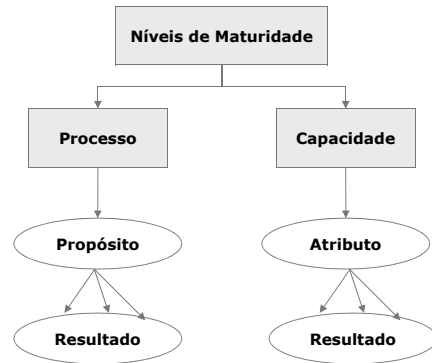 Níveis de Maturidade
Processo
Capacidade
Propósito
Atributo
Resultado
Resultado